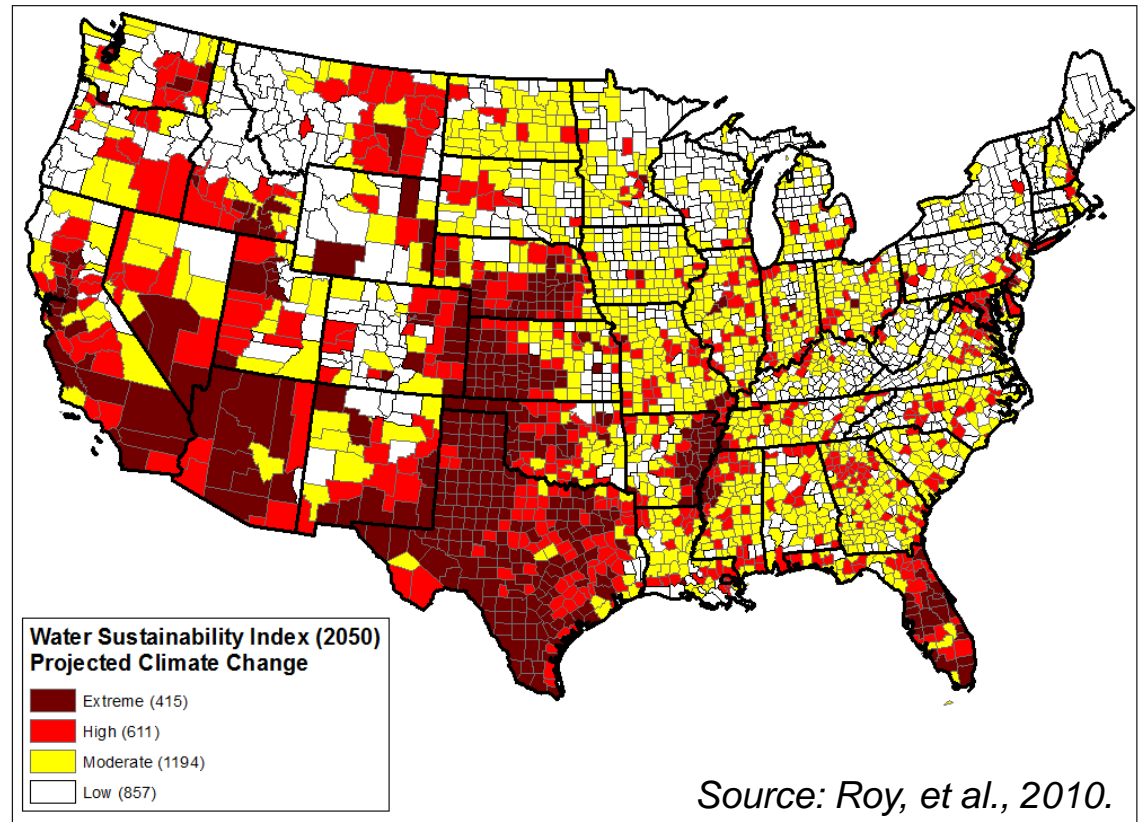 Water Sustainability Index (2050)
Projected Climate Change
Extreme (415)
High (611)
Moderate (1194)
Low (857)
Source: Roy, et al., 2010.